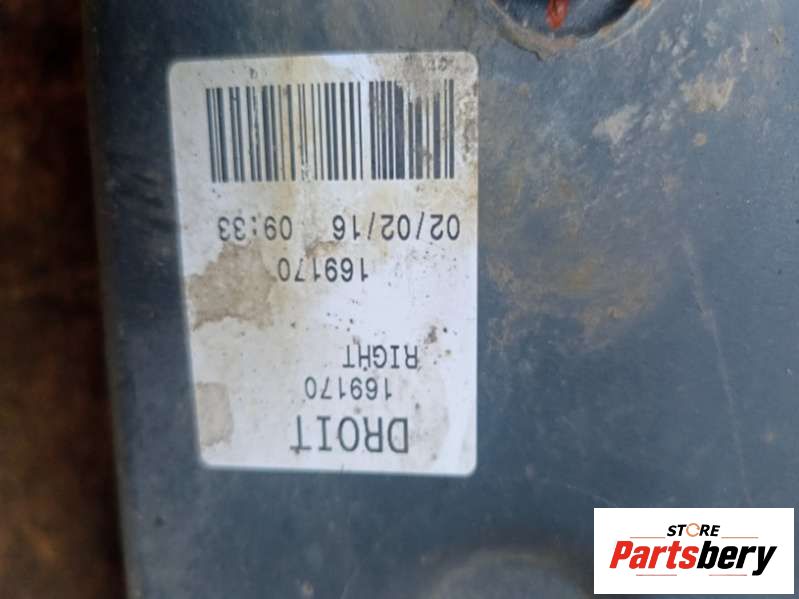 DROIT
169170
RIGHT
169170
02/02/16 09:33
STORE
Partsbery